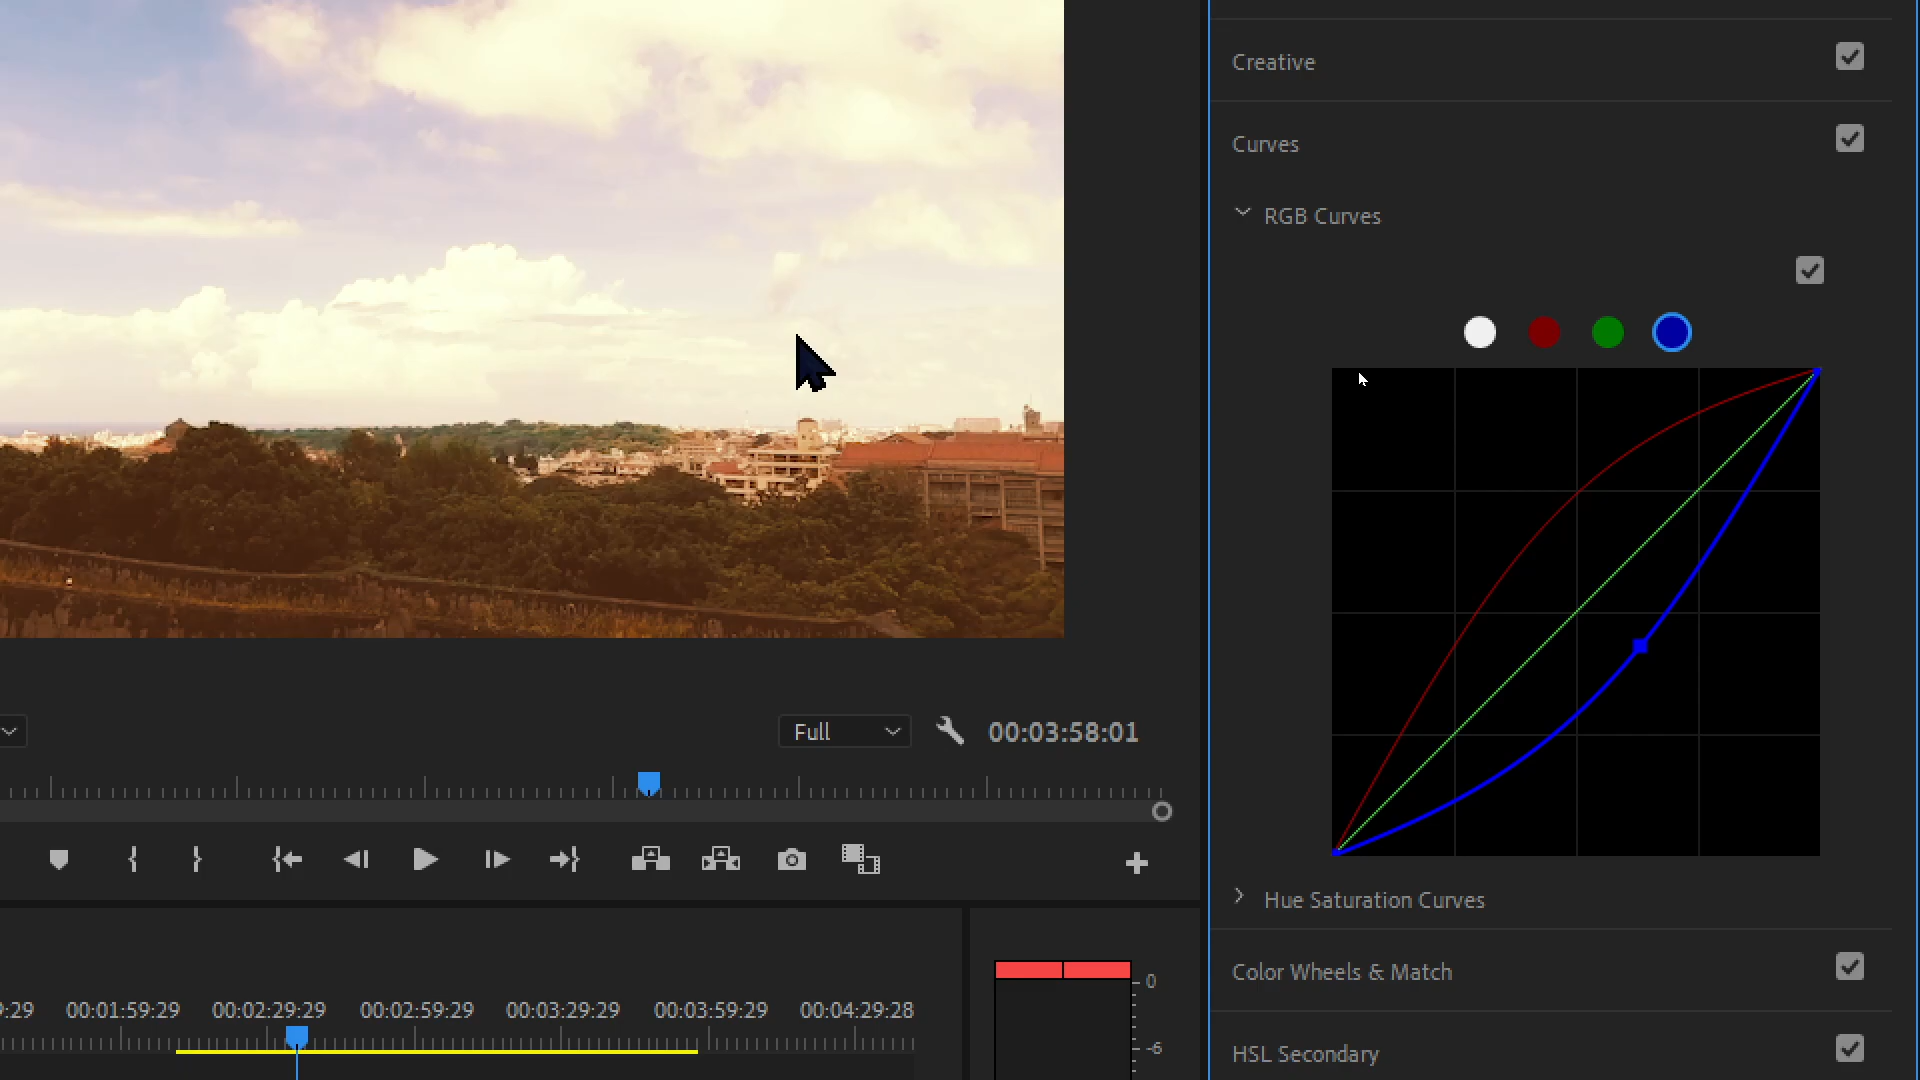 Creative
Curves
RGB Curves
Full
00:03:58:01
Hue Saturation Curves
Color Wheels & Match
HSL Secondary
:29 00:01:59:29 00:02:29:29 00:02:59:29 00:03:29:29 00:03:59:29 00:04:29:28
0
-6